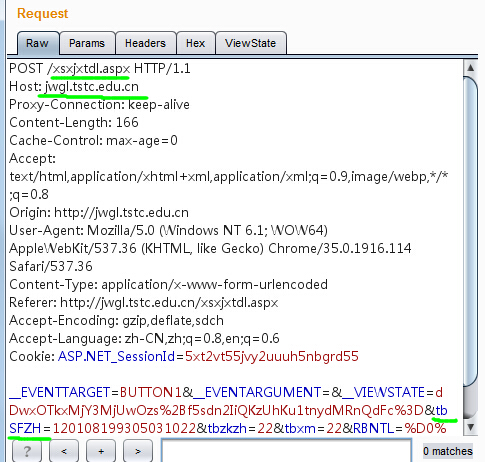 Request
Raw Params Headers Hex ViewState
POST /xsxjxtdl.aspx HTTP/1.1
Host: jwgl.tstc.edu.cn
Proxy-Connection: keep-alive
Content-Length: 166
Cache-Control: max-age=0
Accept:
text/html,application/xhtml+xml,application/xml;q=0.9,image/webp,*/*
;q=0.8
Origin: http://jwgl.tstc.edu.cn
User-Agent: Mozilla/5.0 (Windows NT 6.1; WOW64)
AppleWebKit/537.36 (KHTML, like Gecko) Chrome/35.0.1916.114
Safari/537.36
Content-Type: application/x-www-form-urlencoded
Referer: http://jwgl.tstc.edu.cn/xsxjxtdl.aspx
Accept-Encoding: gzip,deflate,sdch
Accept-Language: zh-CN,zh;q=0.8,en;q=0.6
Cookie: ASP.NET_SessionId=5xt2vt55jvy2uuuh5nbgrd55
__EVENTTARGET=BUTTON1&__EVENTARGUMENT=&__VIEWSTATE=d
DwxOTkxMjY3MjUwOzs%2Bf5sdn2IiQKzUhKu1tnydMRnQdFc%3D&tb
SFZH=120108199305031022&tbzkzh=22&tbxm=22&RBNTL=%D0%
? < + > 0 matches